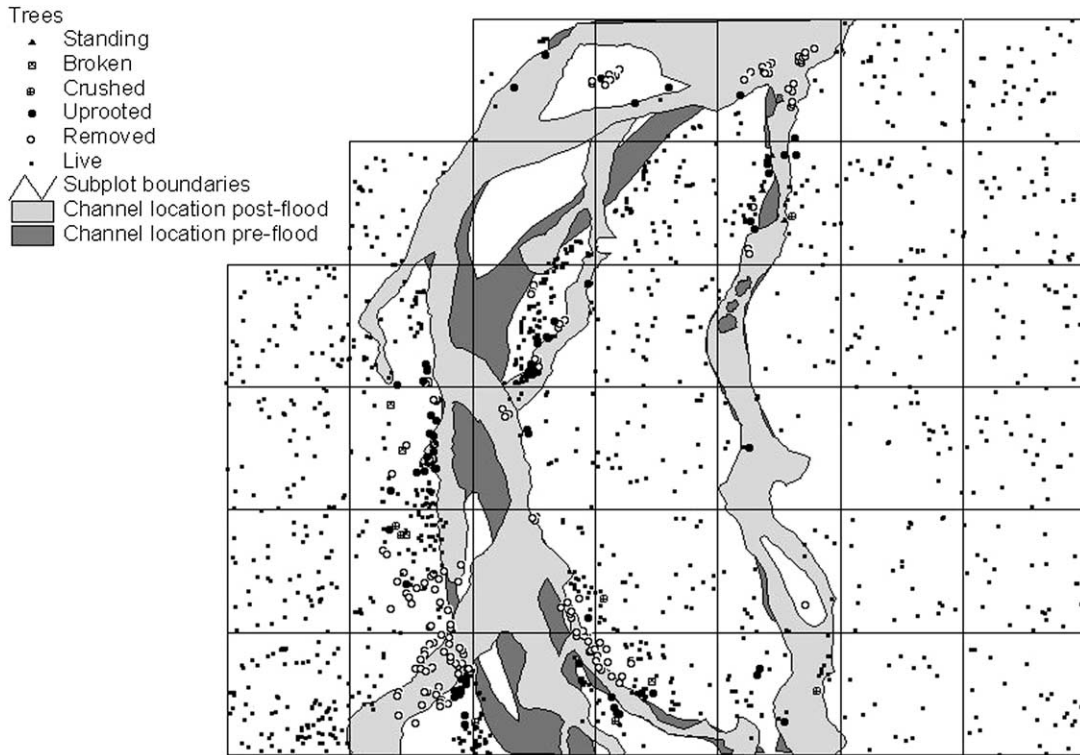 Trees
Standing
Broken
Crushed
Uprooted
Removed
Live
Subplot boundaries
Channel location post-flood
Channel location pre-flood